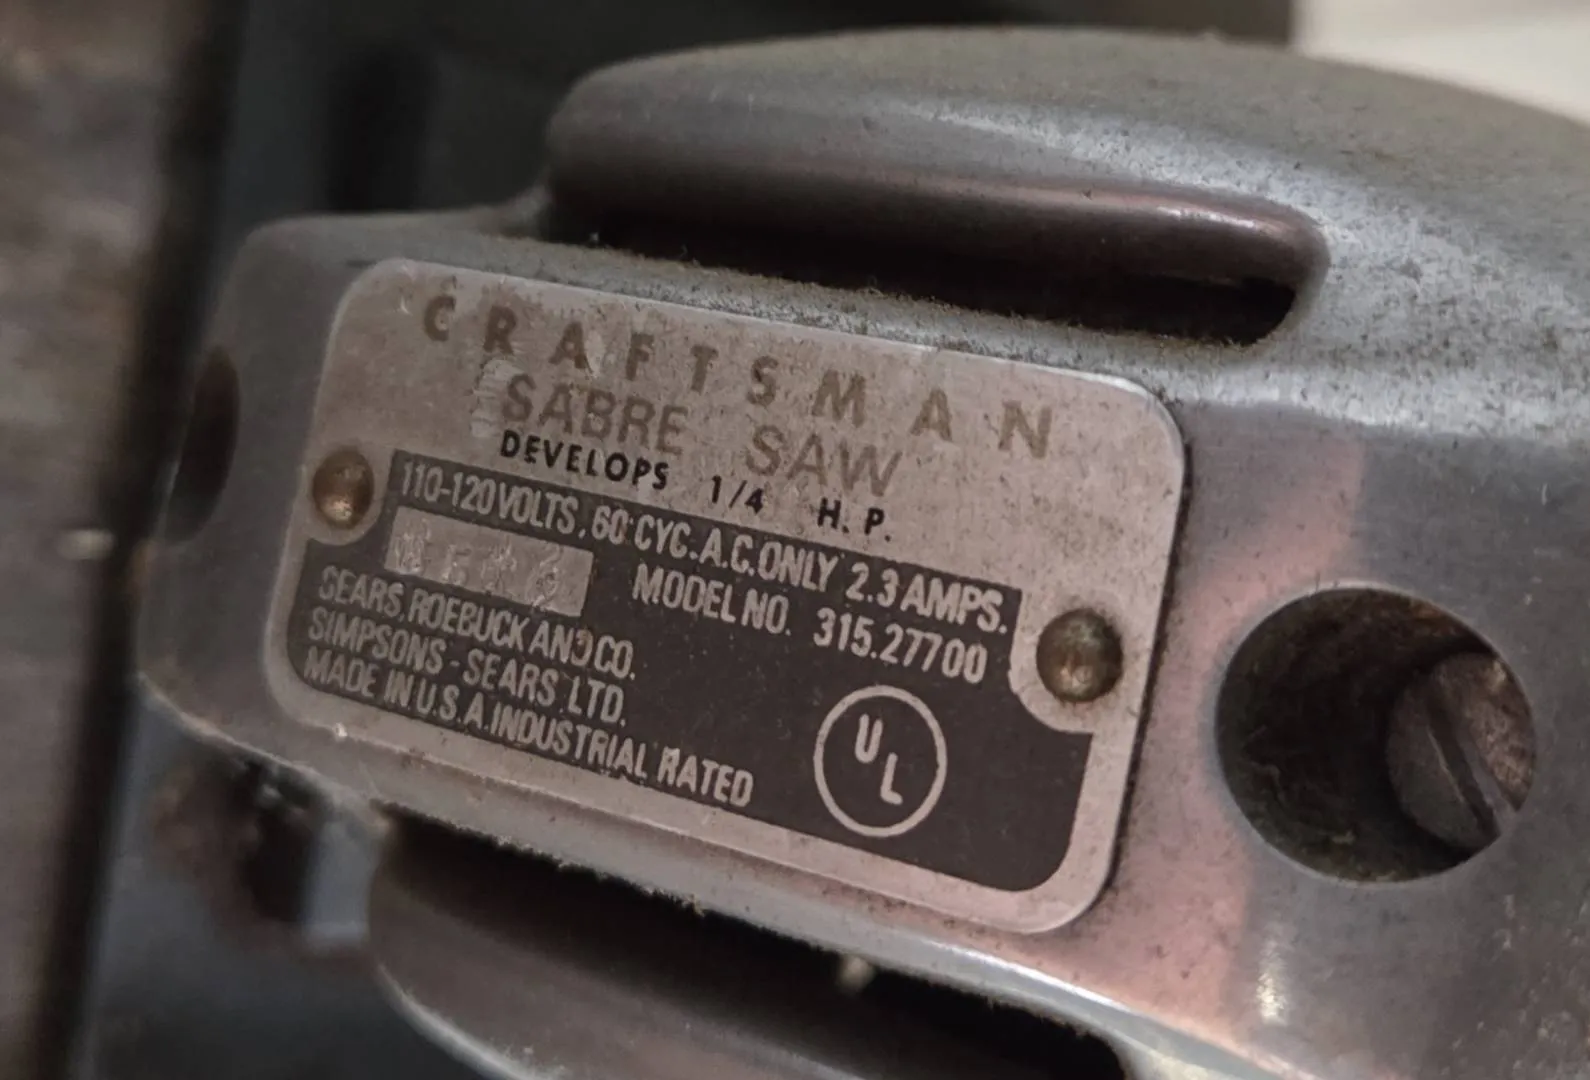 CRAFTSMAN
SABRE SAW
DEVELOPS 1/4 H.P.
110-120 VOLTS, 60 CYC. A.C. ONLY 2.3 AMPS.
MODEL NO. 315.27700
SEARS, ROEBUCK AND CO.
SIMPSONS - SEARS LTD.
MADE IN U.S.A. INDUSTRIAL RATED
UL